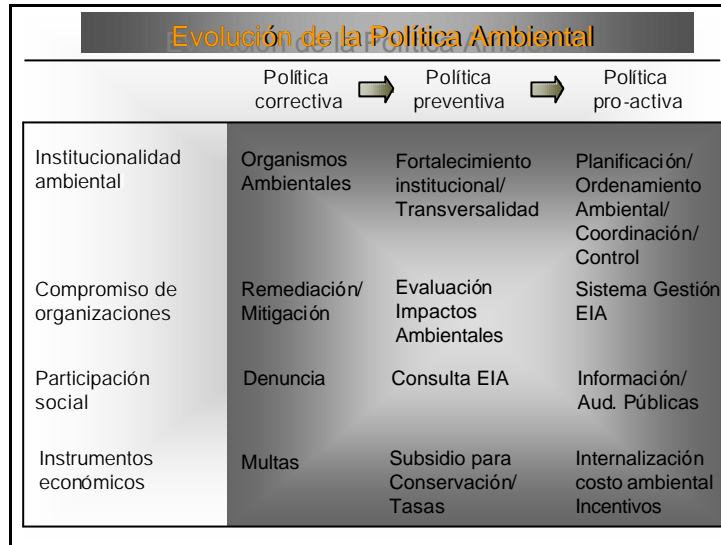 Evolución de la Política Ambiental
Política correctiva
Política preventiva
Política pro-activa
Institucionalidad ambiental
Organismos Ambientales
Fortalecimiento institucional/ Transversalidad
Planificación/ Ordenamiento Ambiental/ Coordinación/ Control
Compromiso de organizaciones
Remediación/ Mitigación
Evaluación Impactos Ambientales
Sistema Gestión EIA
Participación social
Denuncia
Consulta EIA
Información/ Aud. Públicas
Instrumentos económicos
Multas
Subsidio para Conservación/ Tasas
Internalización costo ambiental Incentivos